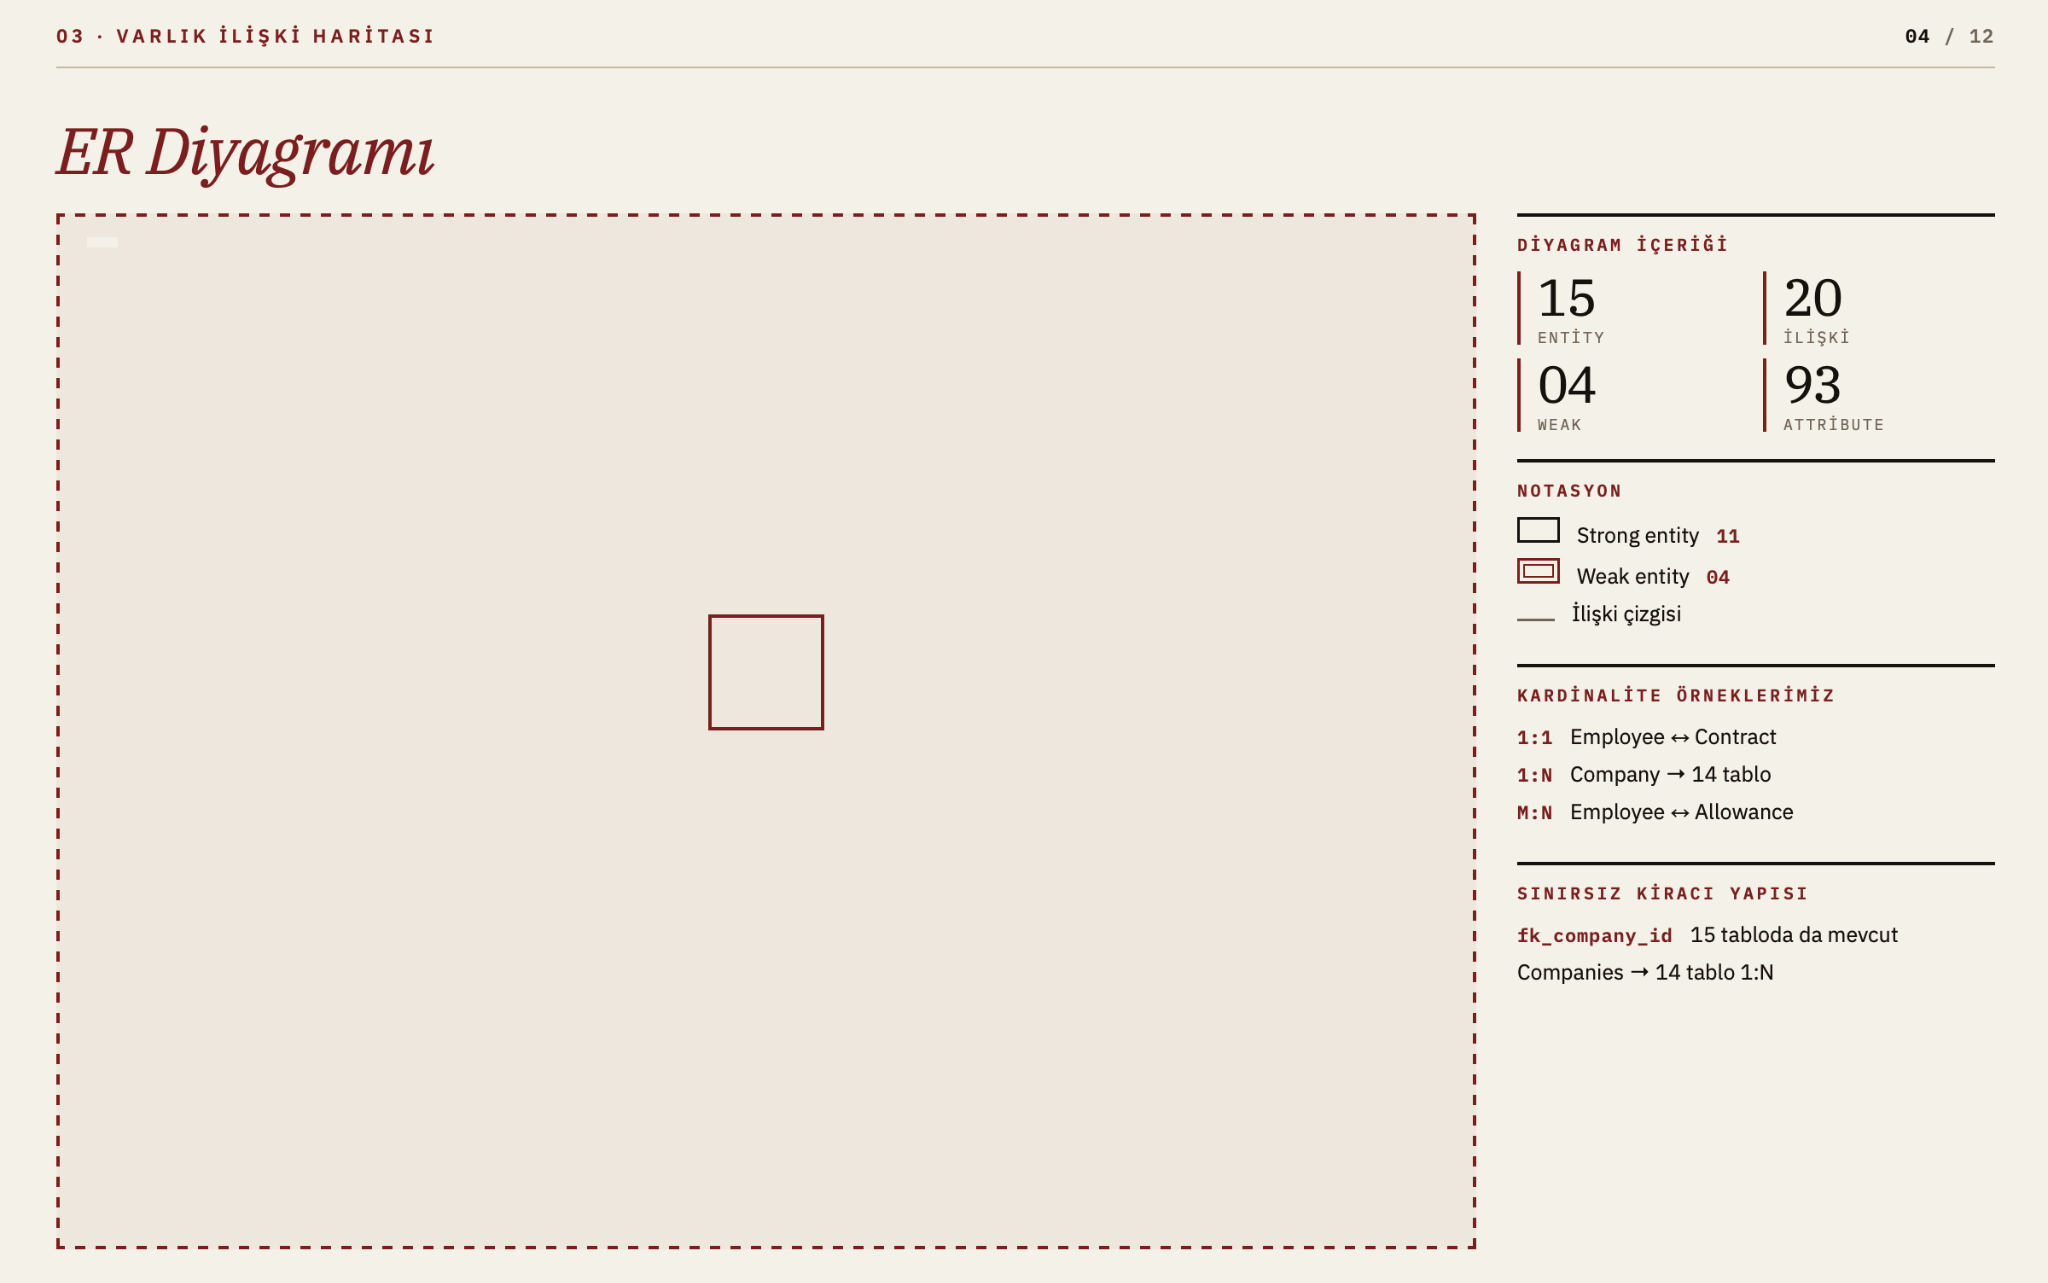 03 · VARLIK İLİŞKİ HARİTASI
04 / 12
ER Diyagramı
DİYAGRAM İÇERİĞİ
15
ENTİTY
20
İLİŞKİ
04
WEAK
93
ATTRİBUTE
NOTASYON
Strong entity 11
Weak entity 04
İlişki çizgisi
KARDİNALİTE ÖRNEKLERİMİZ
1:1 Employee ↔ Contract
1:N Company → 14 tablo
M:N Employee ↔ Allowance
SINIRSIZ KİRACI YAPISI
fk_company_id 15 tabloda da mevcut
Companies → 14 tablo 1:N